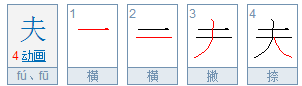 夫 1 2 3 4
4 动画
fú、fū 横 横 撇 捺